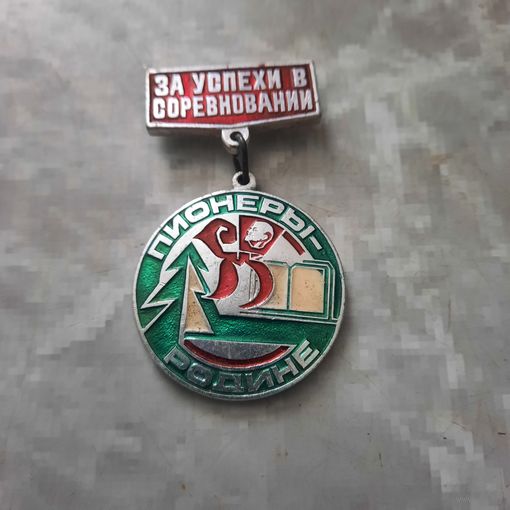 ЗА УСПЕХИ В
СОРЕВНОВАНИИ
ПИОНЕРЫ-
РОДИНЕ